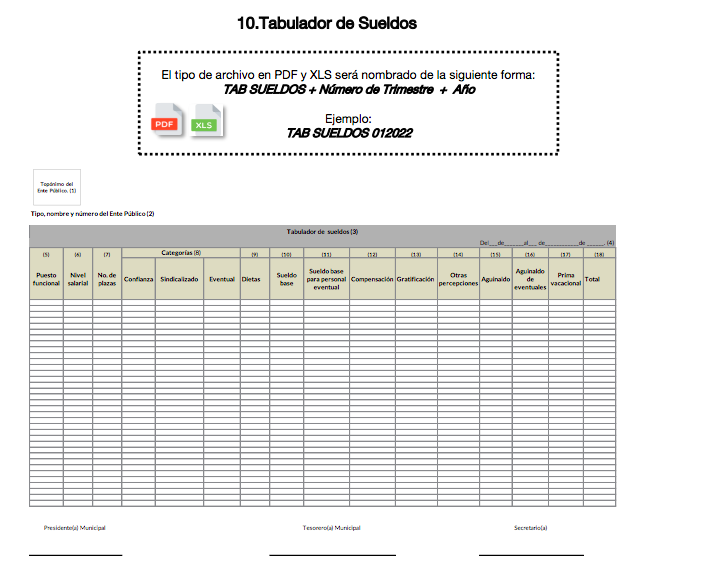 10.Tabulador de Sueldos
El tipo de archivo en PDF y XLS será nombrado de la siguiente forma:
TAB SUELDOS + Número de Trimestre + Año
PDF XLS
Ejemplo:
TAB SUELDOS 012022
Topónimo del
Ente Público. (1)
Tipo, nombre y número del Ente Público (2)
Tabulador de sueldos (3)
Del___de______al___ de__________de _____. (4)
(5) (6) (7) Categorías (8) (9) (10) (11) (12) (13) (14) (15) (16) (17) (18)
Puesto funcional Nivel salarial No. de plazas Confianza Sindicalizado Eventual Dietas Sueldo base Sueldo base para personal eventual Compensación Gratificación Otras percepciones Aguinaldo Aguinaldo de eventuales Prima vacacional Total
Presidente(a) Municipal Tesorero(a) Municipal Secretario(a)